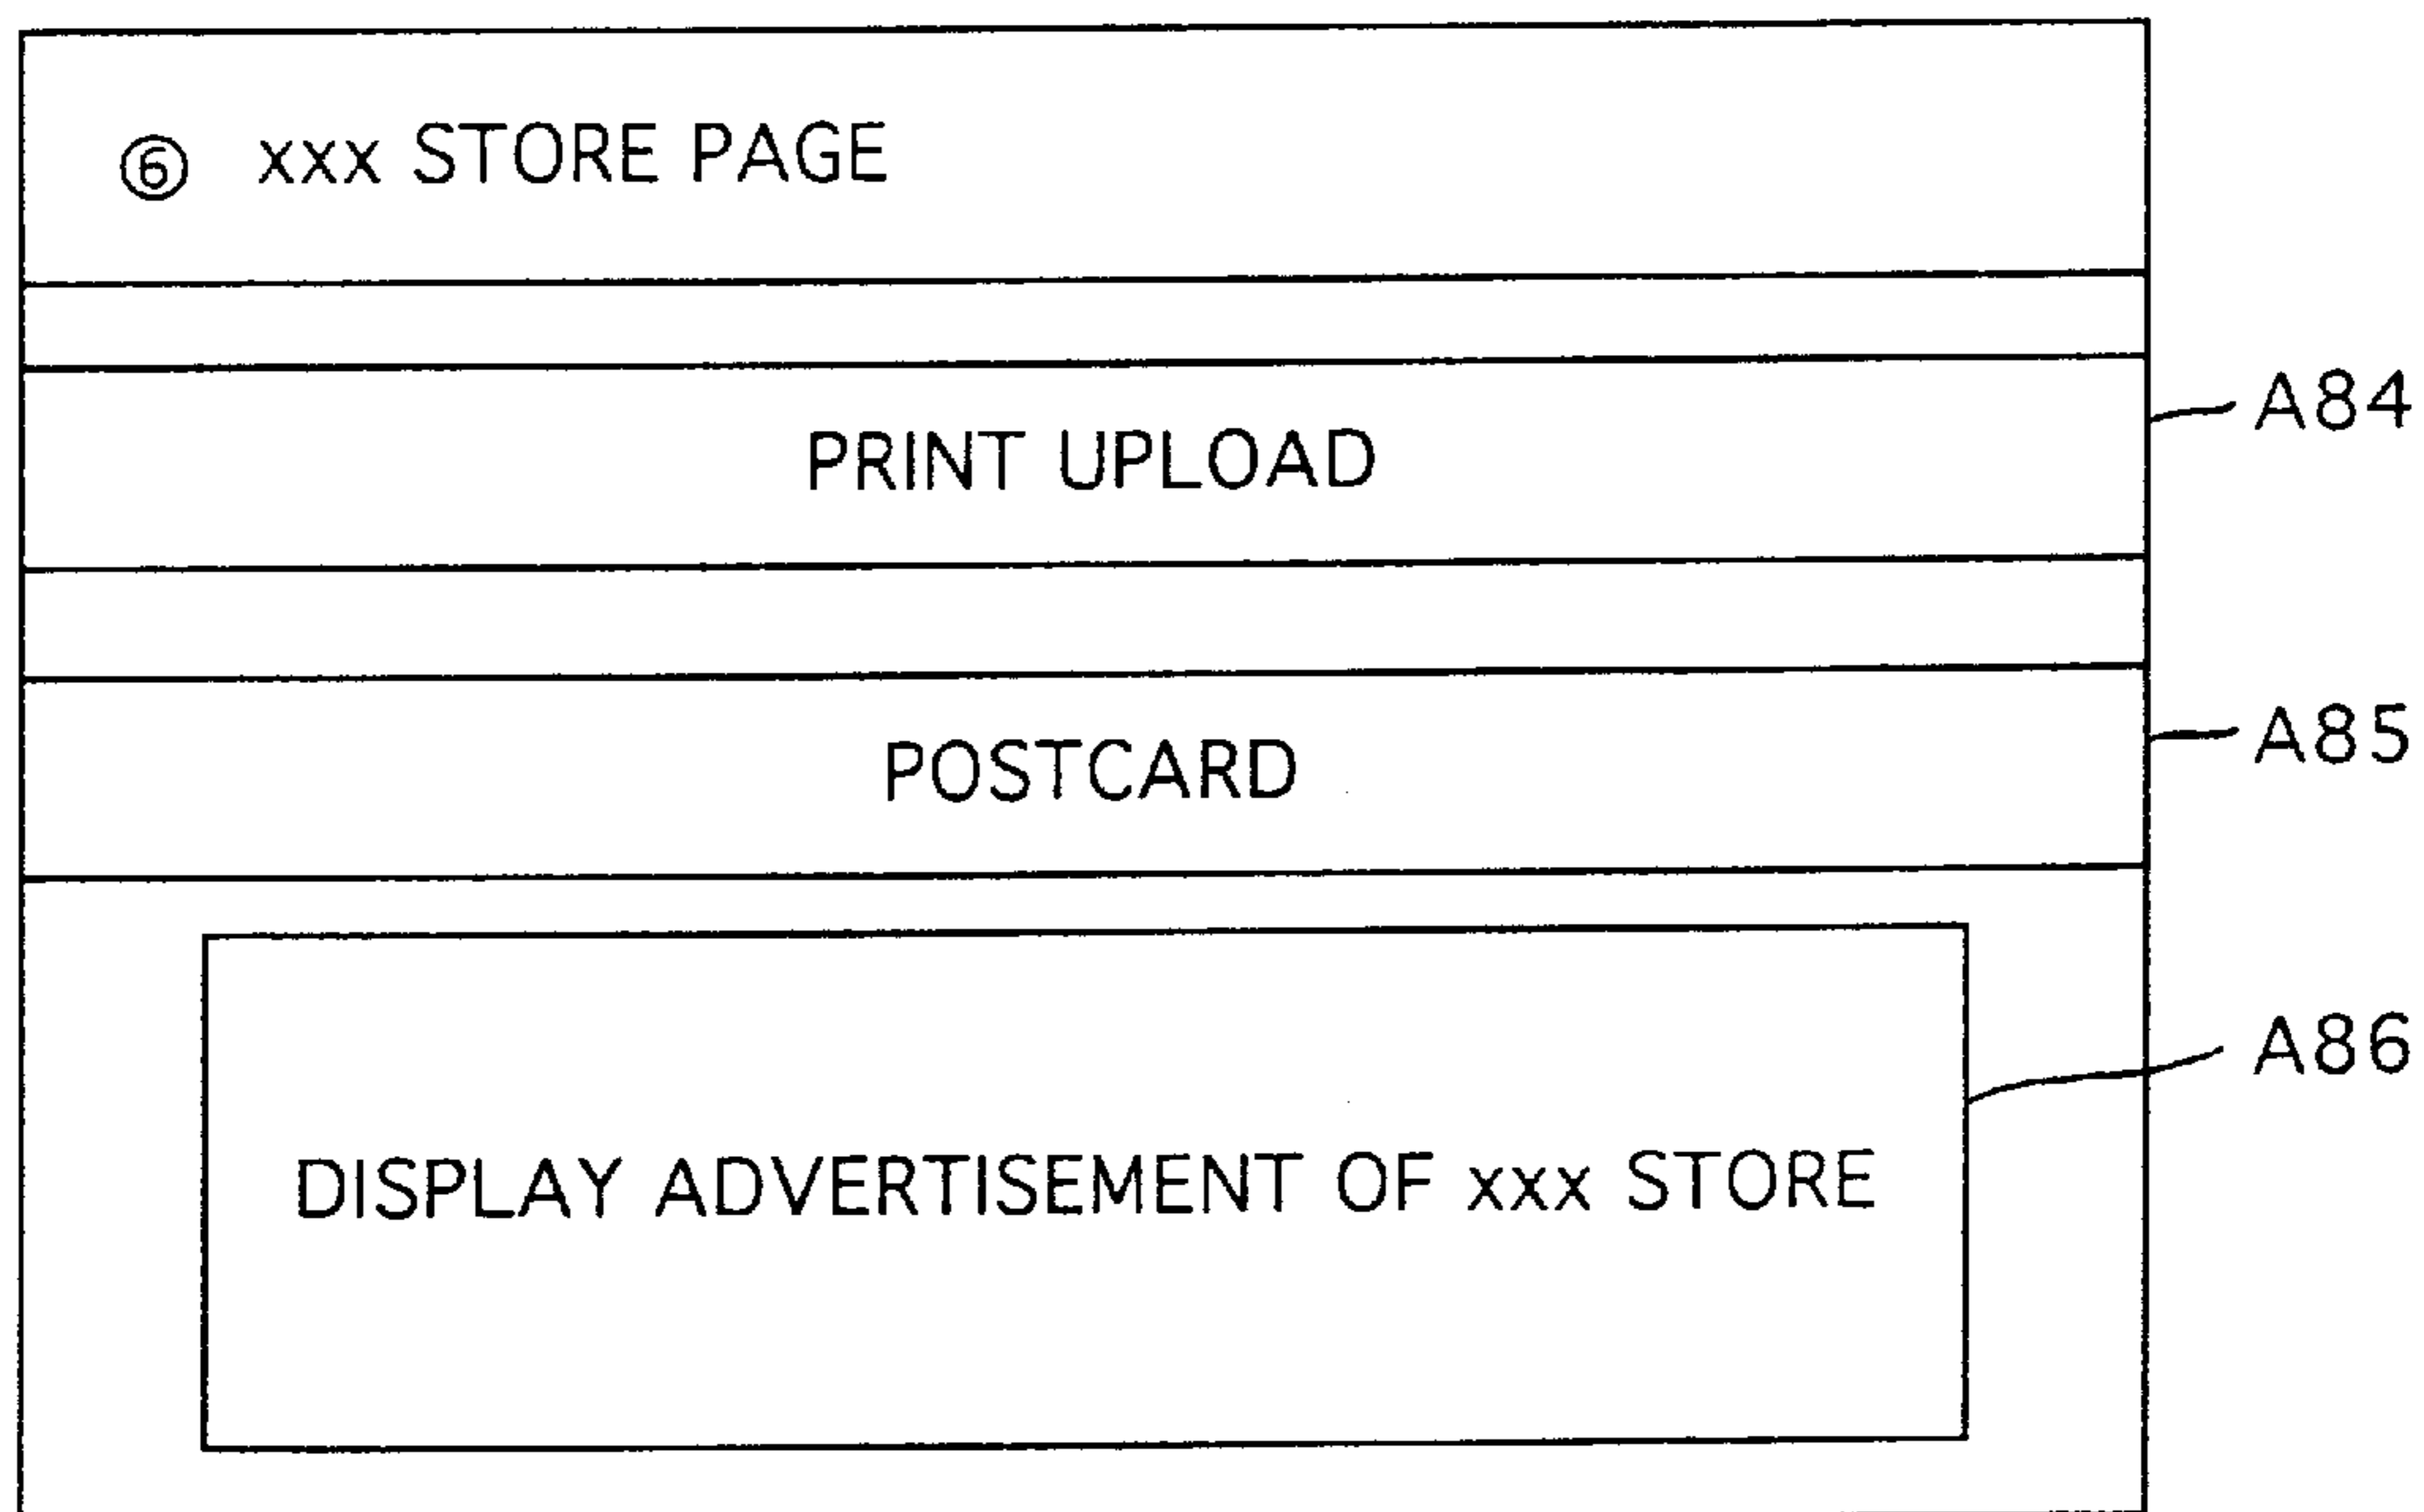 ⑥ xxx STORE PAGE
A84
PRINT UPLOAD
A85
POSTCARD
A86
DISPLAY ADVERTISEMENT OF xxx STORE